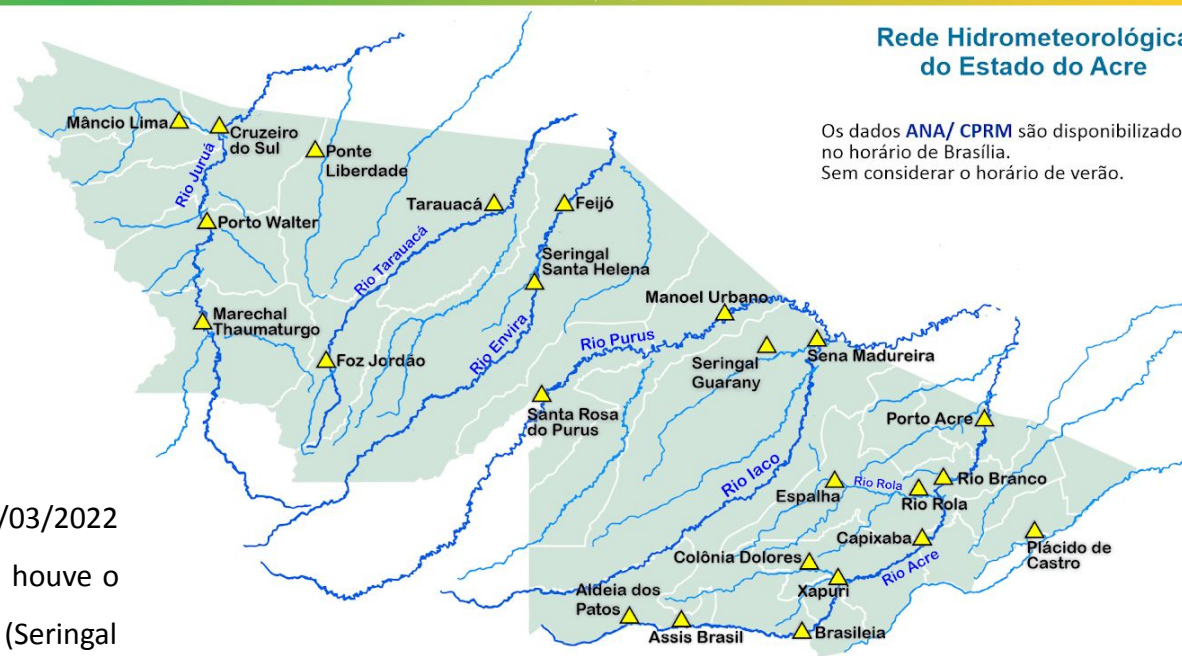 Rede Hidrometeorológica
do Estado do Acre
Os dados ANA/ CPRM são disponibilizado
no horário de Brasília.
Sem considerar o horário de verão.
Mâncio Lima
Cruzeiro
do Sul
Ponte
Liberdade
Rio Juruá
Porto Walter
Tarauacá
Feijó
Rio Tarauacá
Seringal
Santa Helena
Marechal
Thaumaturgo
Foz Jordão
Rio Envira
Manoel Urbano
Rio Purus
Seringal
Guarany
Sena Madureira
Santa Rosa
do Purus
Porto Acre
Rio Iaco
Espalha
Rio Rola
Rio Rola
Rio Branco
Capixaba
Plácido de
Castro
Colônia Dolores
Rio Acre
Xapuri
Aldeia dos
Patos
Assis Brasil
Brasileia
/03/2022
houve o
(Seringal